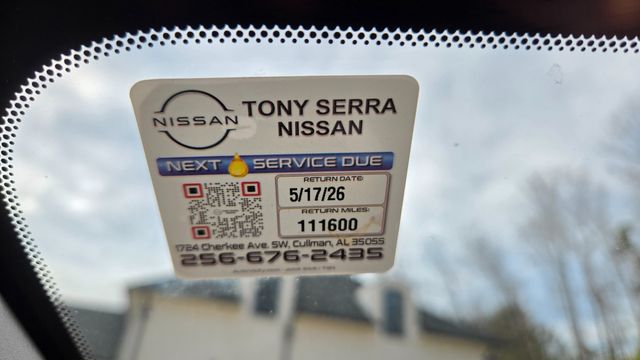 NISSAN
TONY SERRA
NISSAN
NEXT SERVICE DUE
RETURN DATE:
5/17/26
RETURN MILES:
111600
1784 Cherkee Ave. SW, Cullman, AL 35055
256-676-2435